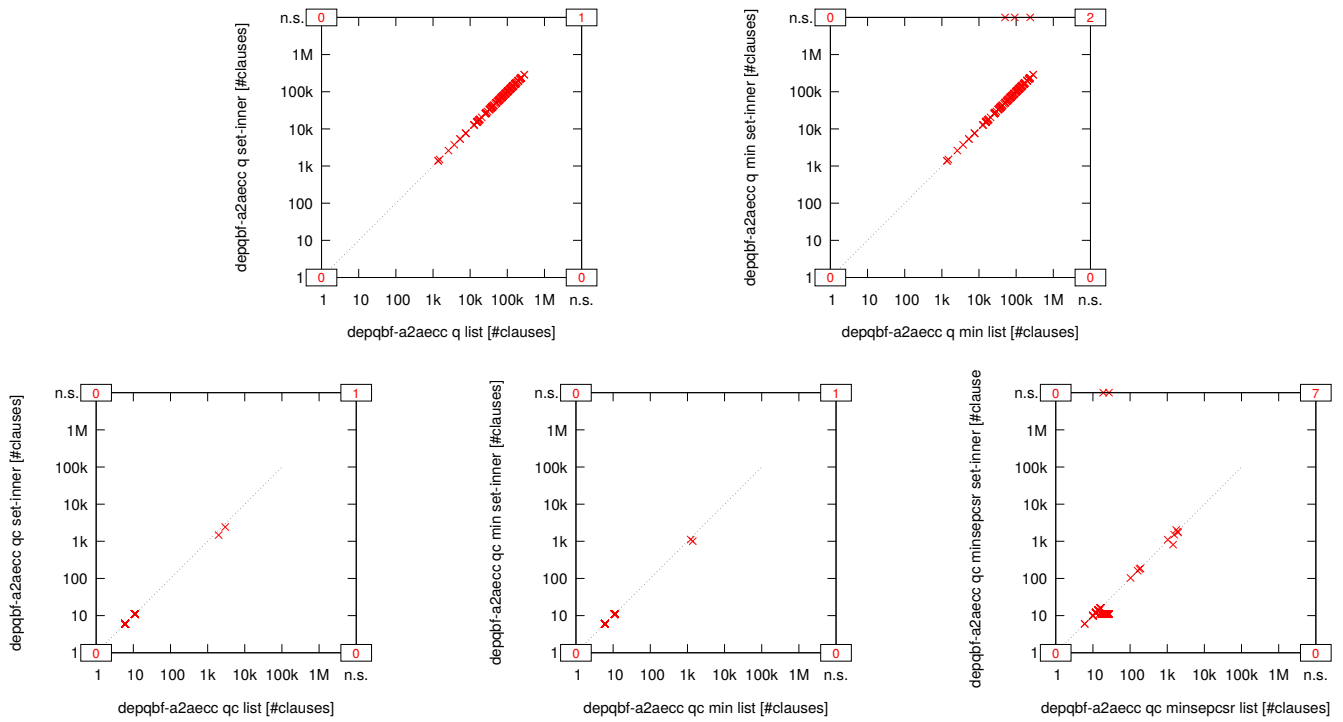 n.s. 0 1
1M
100k
10k
1k
100
10
1
0 0
1 10 100 1k 10k 100k 1M n.s.
depqbf-a2aecc q set-inner [#clauses]
depqbf-a2aecc q list [#clauses]
n.s. 0 2
1M
100k
10k
1k
100
10
1
0 0
1 10 100 1k 10k 100k 1M n.s.
depqbf-a2aecc q min set-inner [#clauses]
depqbf-a2aecc q min list [#clauses]
n.s. 0 1
1M
100k
10k
1k
100
10
1
0 0
1 10 100 1k 10k 100k 1M n.s.
depqbf-a2aecc qc set-inner [#clauses]
depqbf-a2aecc qc list [#clauses]
n.s. 0 1
1M
100k
10k
1k
100
10
1
0 0
1 10 100 1k 10k 100k 1M n.s.
depqbf-a2aecc qc min set-inner [#clauses]
depqbf-a2aecc qc min list [#clauses]
n.s. 0 7
1M
100k
10k
1k
100
10
1
0 0
1 10 100 1k 10k 100k 1M n.s.
depqbf-a2aecc qc minsepcsr set-inner [#clause
depqbf-a2aecc qc minsepcsr list [#clauses]